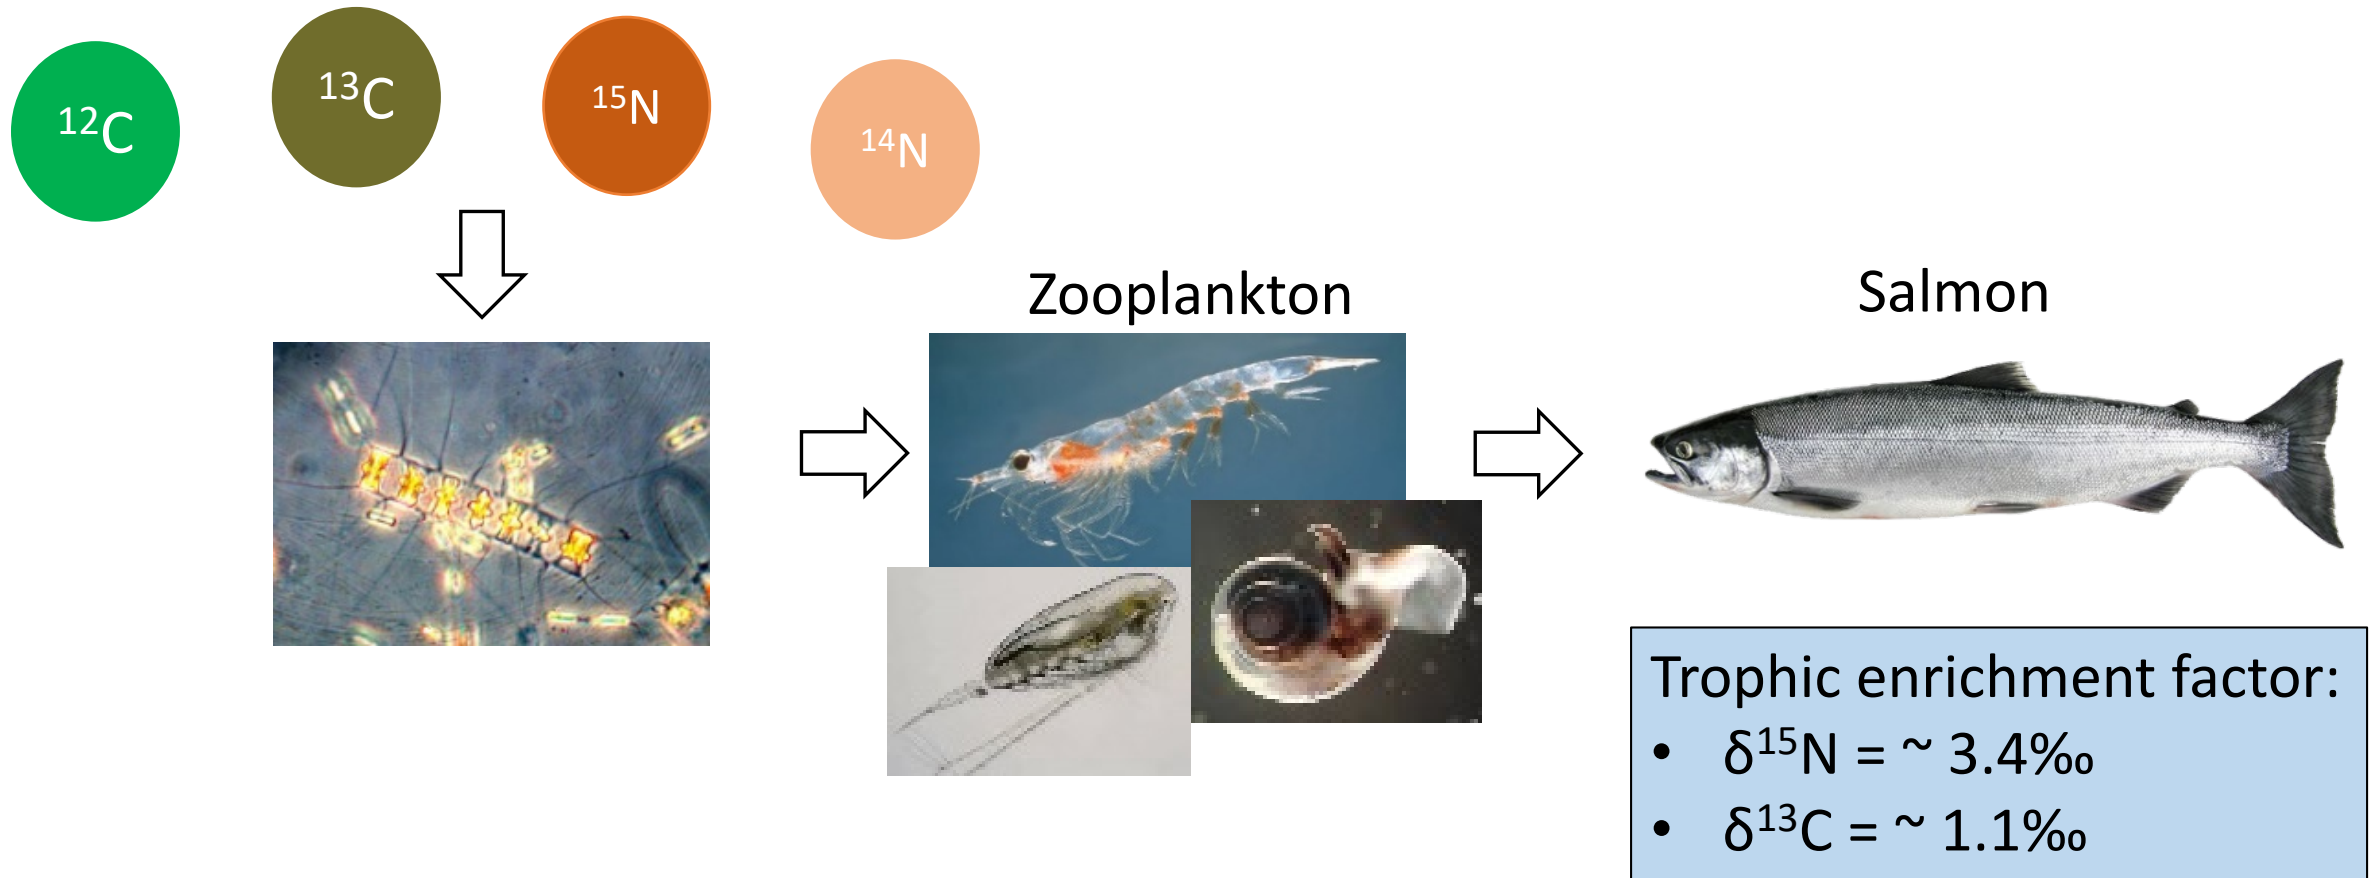 ¹²C
¹³C
¹⁵N
¹⁴N
Zooplankton
Salmon
Trophic enrichment factor:
• δ¹⁵N = ~ 3.4‰
• δ¹³C = ~ 1.1‰